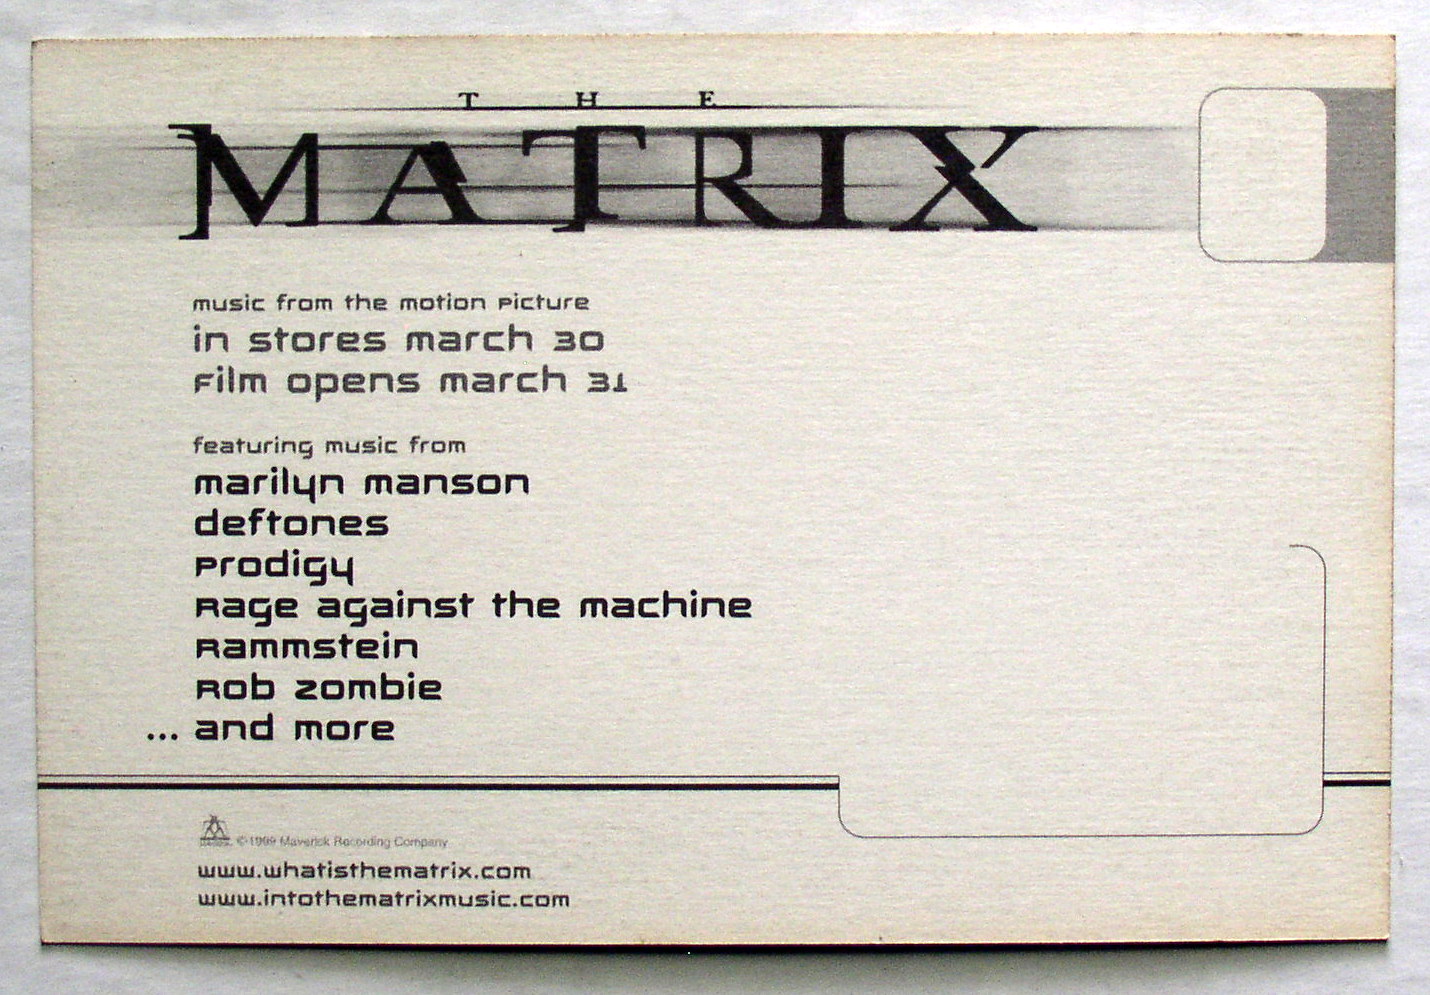 THE
MATRIX
music from the motion picture
in stores march 30
film opens march 31
featuring music from
marilyn manson
deftones
prodigy
rage against the machine
rammstein
rob zombie
... and more
©1999 Maverick Recording Company
www.whatisthematrix.com
www.intothematrixmusic.com